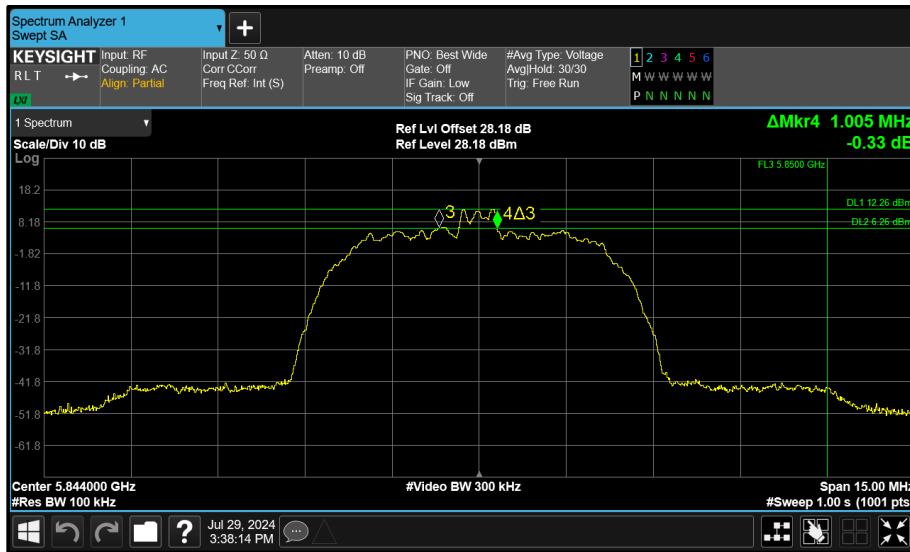 Spectrum Analyzer 1
Swept SA
+
KEYSIGHT
R L T
LXI
Input: RF
Coupling: AC
Align: Partial
Input Z: 50 Ω
Corr CCorr
Freq Ref: Int (S)
Atten: 10 dB
Preamp: Off
PNO: Best Wide
Gate: Off
IF Gain: Low
Sig Track: Off
#Avg Type: Voltage
Avg|Hold: 30/30
Trig: Free Run
1 2 3 4 5 6
M W W W W W
P N N N N N
1 Spectrum
Scale/Div 10 dB
Log
Ref Lvl Offset 28.18 dB
Ref Level 28.18 dBm
ΔMkr4 1.005 MHz
-0.33 dB
FL3 5.8500 GHz
18.2
DL1 12.26 dBm
3
4Δ3
8.18
DL2 6.26 dBm
-1.82
-11.8
-21.8
-31.8
-41.8
-51.8
-61.8
Center 5.844000 GHz
#Video BW 300 kHz
Span 15.00 MHz
#Res BW 100 kHz
#Sweep 1.00 s (1001 pts
?
Jul 29, 2024
3:38:14 PM